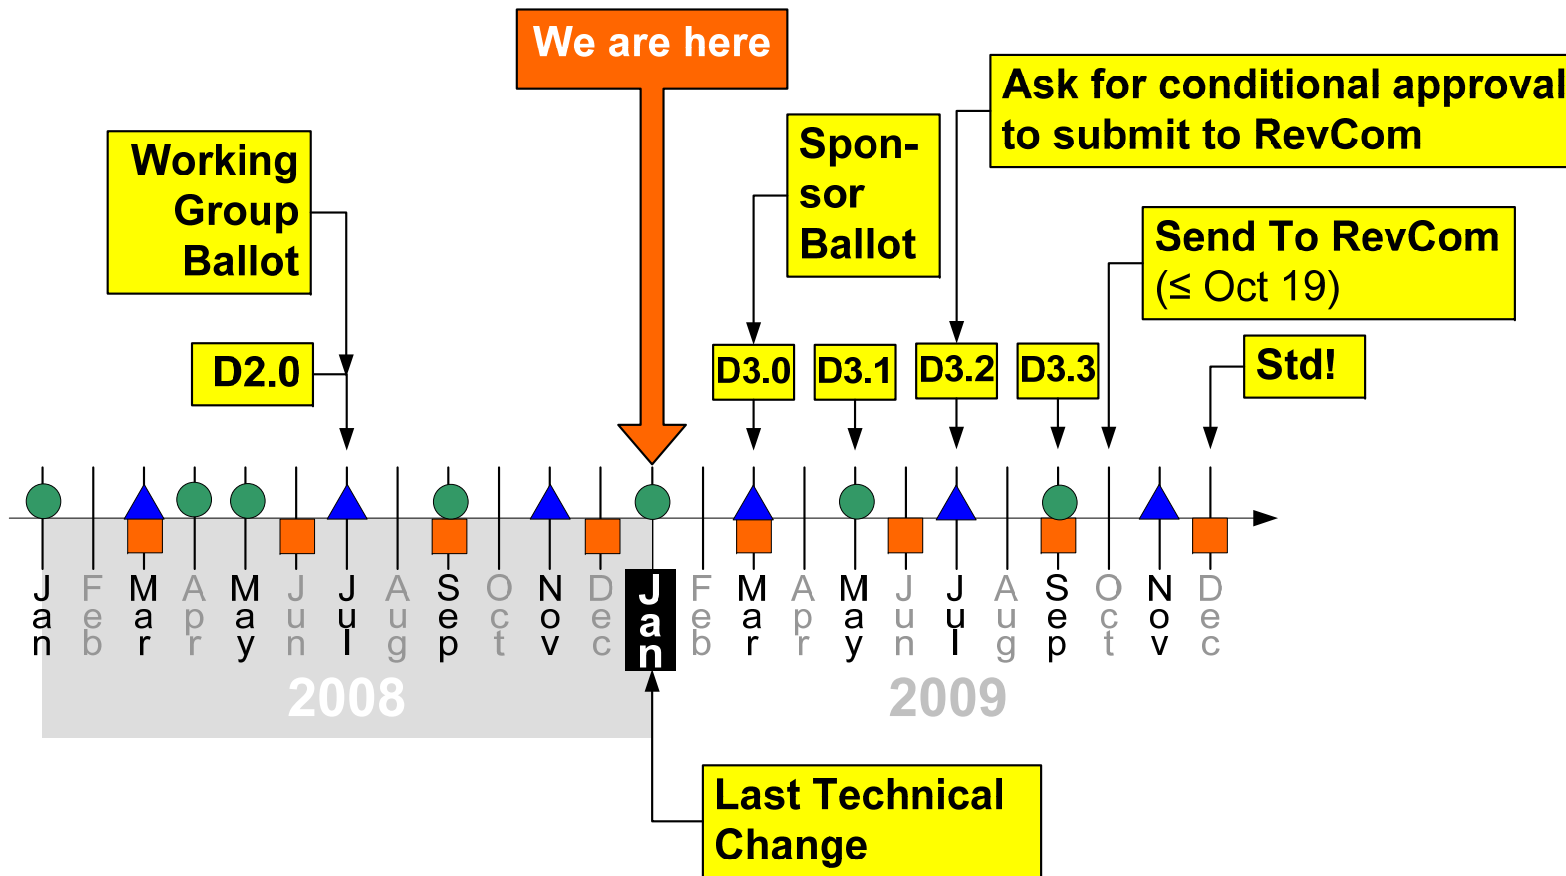 We are here
Ask for conditional approval
to submit to RevCom
Working
Group
Ballot
Spon-
sor
Ballot
Send To RevCom
(≤ Oct 19)
D2.0
D3.0
D3.1
D3.2
D3.3
Std!
Jan
Feb
Mar
Apr
May
Jun
Jul
Aug
Sep
Oct
Nov
Dec
Jan
Feb
Mar
Apr
May
Jun
Jul
Aug
Sep
Oct
Nov
Dec
2008
2009
Last Technical
Change